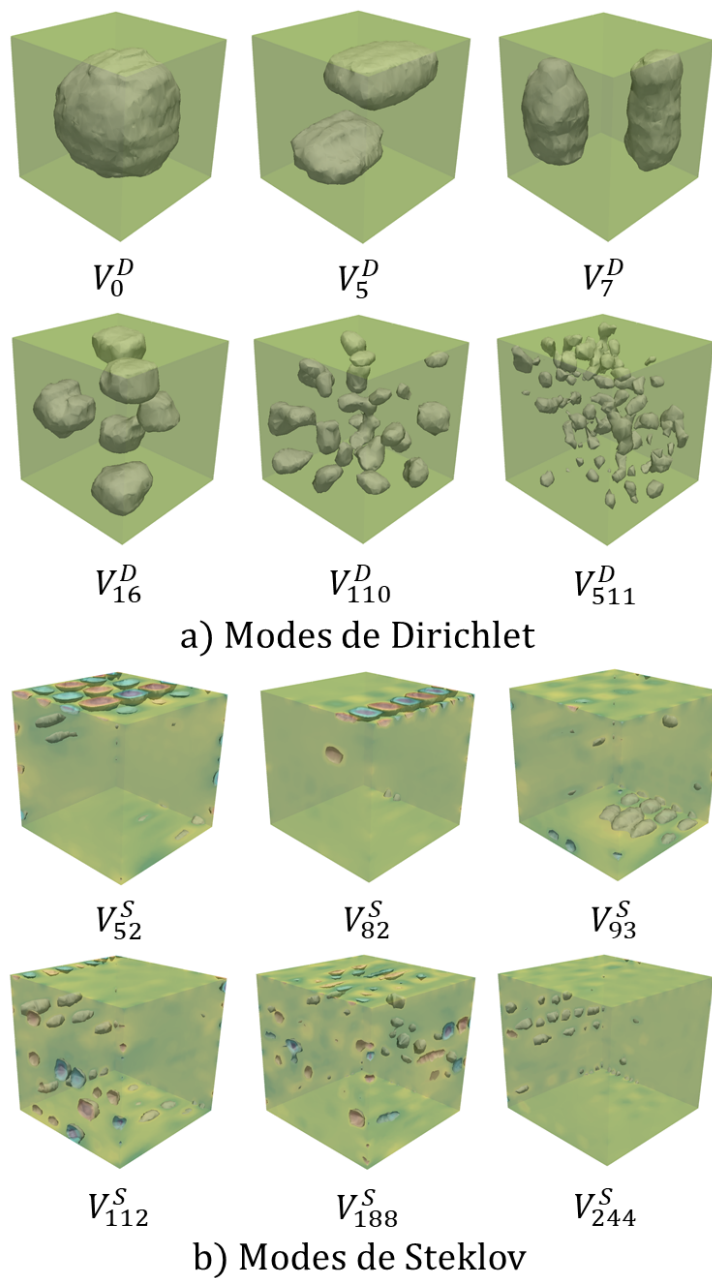 V_0^D V_5^D V_7^D
V_16^D V_110^D V_511^D
a) Modes de Dirichlet
V_52^S V_82^S V_93^S
V_112^S V_188^S V_244^S
b) Modes de Steklov